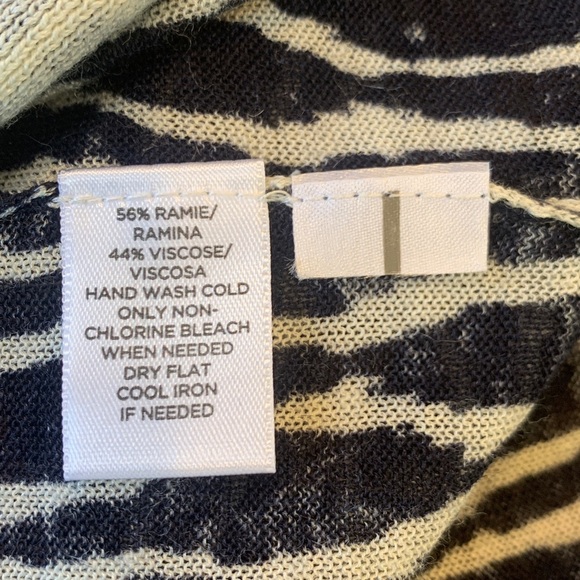 56% RAMIE/
RAMINA
44% VISCOSE/
VISCOSA
HAND WASH COLD
ONLY NON-
CHLORINE BLEACH
WHEN NEEDED
DRY FLAT
COOL IRON
IF NEEDED